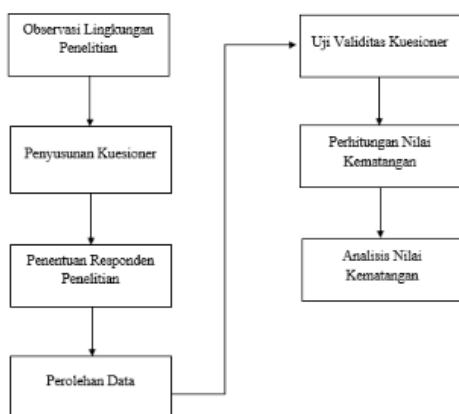 Observasi Lingkungan
Penelitian
Penyusunan Kuesioner
Penentuan Responden
Penelitian
Perolehan Data
Uji Validitas Kuesioner
Perhitungan Nilai
Kematangan
Analisis Nilai
Kematangan